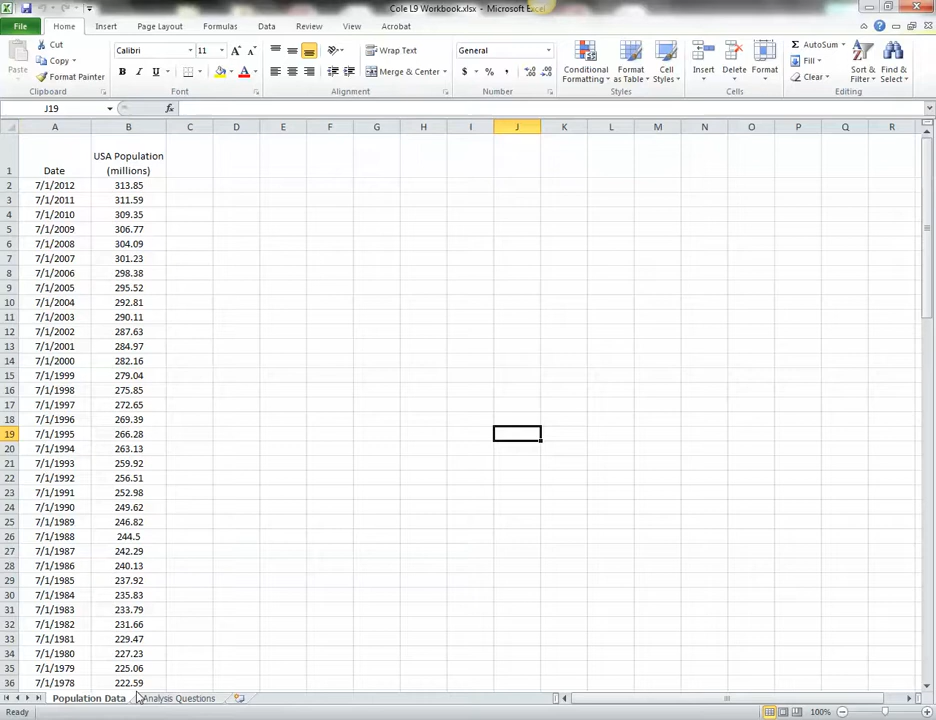 Cole L9 Workbook.xlsx - Microsoft Excel
File Home Insert Page Layout Formulas Data Review View Acrobat
Paste Cut Copy Format Painter Clipboard
Calibri 11 A A B I U A Font
Wrap Text Merge & Center Alignment
General $ % , Number
Conditional Formatting Format as Table Cell Styles Styles
Insert Delete Format Cells
Σ AutoSum Fill Clear Sort & Filter Find & Select Editing
J19 fx
A B C D E F G H I J K L M N O P Q R
1 Date USA Population (millions)
2 7/1/2012 313.85
3 7/1/2011 311.59
4 7/1/2010 309.35
5 7/1/2009 306.77
6 7/1/2008 304.09
7 7/1/2007 301.23
8 7/1/2006 298.38
9 7/1/2005 295.52
10 7/1/2004 292.81
11 7/1/2003 290.11
12 7/1/2002 287.63
13 7/1/2001 284.97
14 7/1/2000 282.16
15 7/1/1999 279.04
16 7/1/1998 275.85
17 7/1/1997 272.65
18 7/1/1996 269.39
19 7/1/1995 266.28
20 7/1/1994 263.13
21 7/1/1993 259.92
22 7/1/1992 256.51
23 7/1/1991 252.98
24 7/1/1990 249.62
25 7/1/1989 246.82
26 7/1/1988 244.5
27 7/1/1987 242.29
28 7/1/1986 240.13
29 7/1/1985 237.92
30 7/1/1984 235.83
31 7/1/1983 233.79
32 7/1/1982 231.66
33 7/1/1981 229.47
34 7/1/1980 227.23
35 7/1/1979 225.06
36 7/1/1978 222.59
Population Data Analysis Questions
Ready 100%